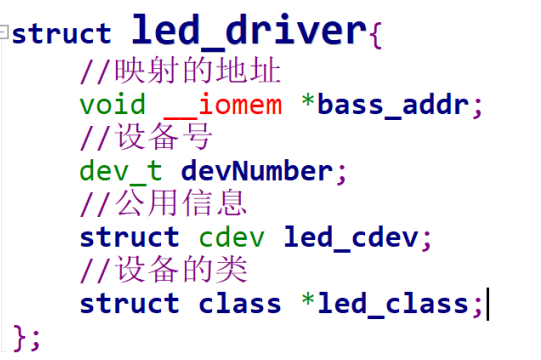 struct led_driver{
//映射的地址
void __iomem *bass_addr;
//设备号
dev_t devNumber;
//公用信息
struct cdev led_cdev;
//设备的类
struct class *led_class;
};